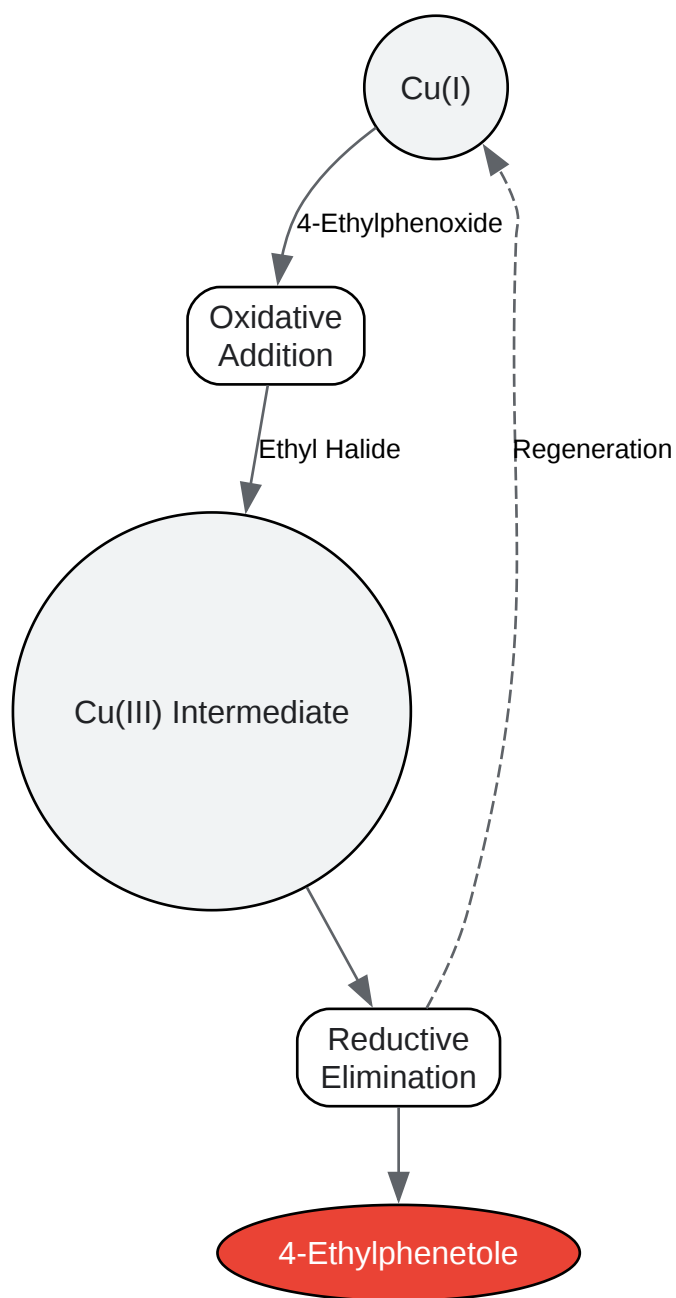 Cu(I)
4-Ethylphenoxide
Oxidative
Addition
Ethyl Halide
Regeneration
Cu(III) Intermediate
Reductive
Elimination
4-Ethylphenetole